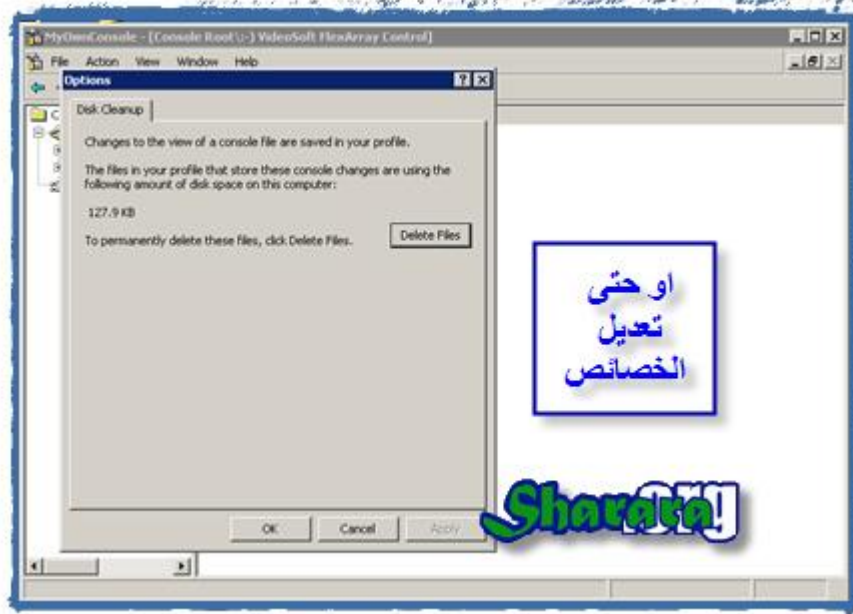 MyOwnConsole - [Console Root\:-) VideoSoft FlexArray Control]
File Action View Window Help
Options
Disk Cleanup
Changes to the view of a console file are saved in your profile.
The files in your profile that store these console changes are using the
following amount of disk space on this computer:
127.9 KB
To permanently delete these files, click Delete Files.
Delete Files
او حتى
تعديل
الخصائص
OK Cancel Apply
Sharara.org